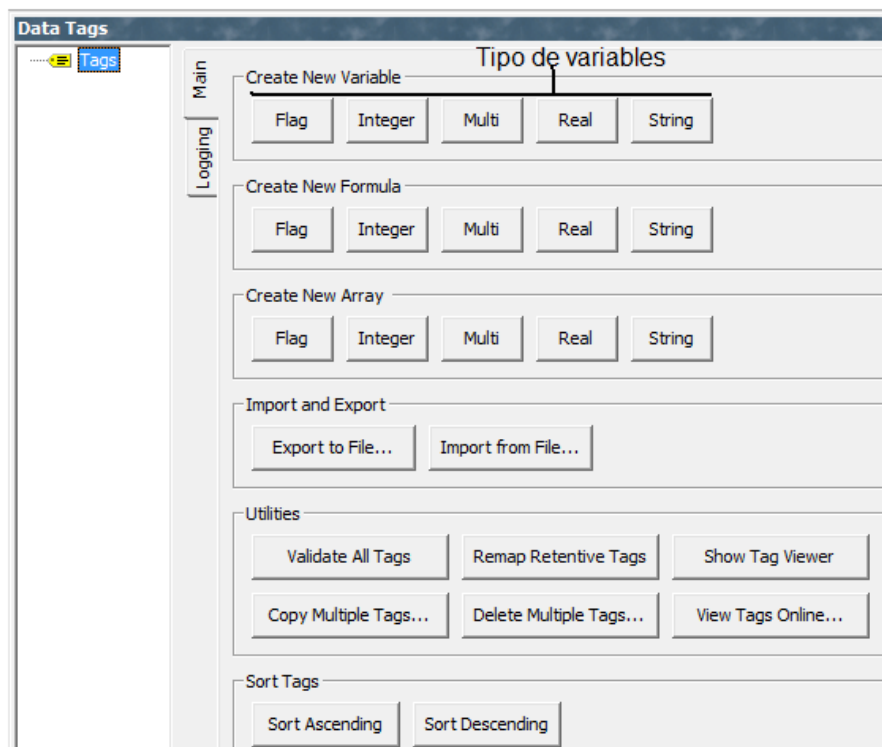 Data Tags
Tags
Main
Logging
Tipo de variables
Create New Variable
Flag Integer Multi Real String
Create New Formula
Flag Integer Multi Real String
Create New Array
Flag Integer Multi Real String
Import and Export
Export to File... Import from File...
Utilities
Validate All Tags Remap Retentive Tags Show Tag Viewer
Copy Multiple Tags... Delete Multiple Tags... View Tags Online...
Sort Tags
Sort Ascending Sort Descending